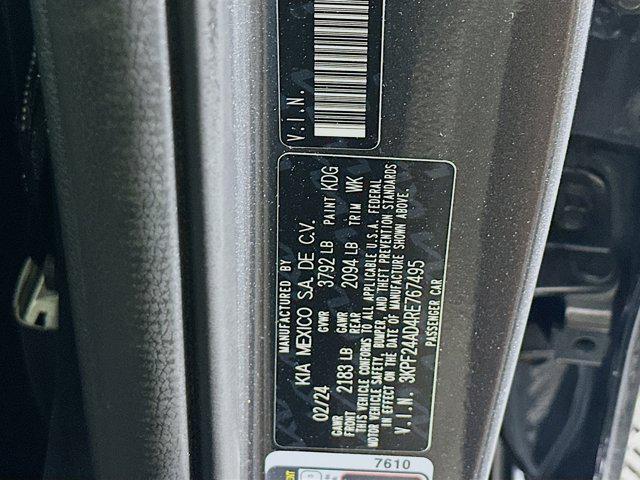 V.I.N.
MANUFACTURED BY
KIA MEXICO S.A. DE C.V.
02/24 GVWR 3792 LB PAINT KDG
GAWR FRONT 2183 LB GAWR REAR 2094 LB TRIM WK
THIS VEHICLE CONFORMS TO ALL APPLICABLE U.S.A. FEDERAL
MOTOR VEHICLE SAFETY, BUMPER, AND THEFT PREVENTION STANDARDS
IN EFFECT ON THE DATE OF MANUFACTURE SHOWN ABOVE.
V.I.N. 3KPF24AD4RE767495
PASSENGER CAR
7610